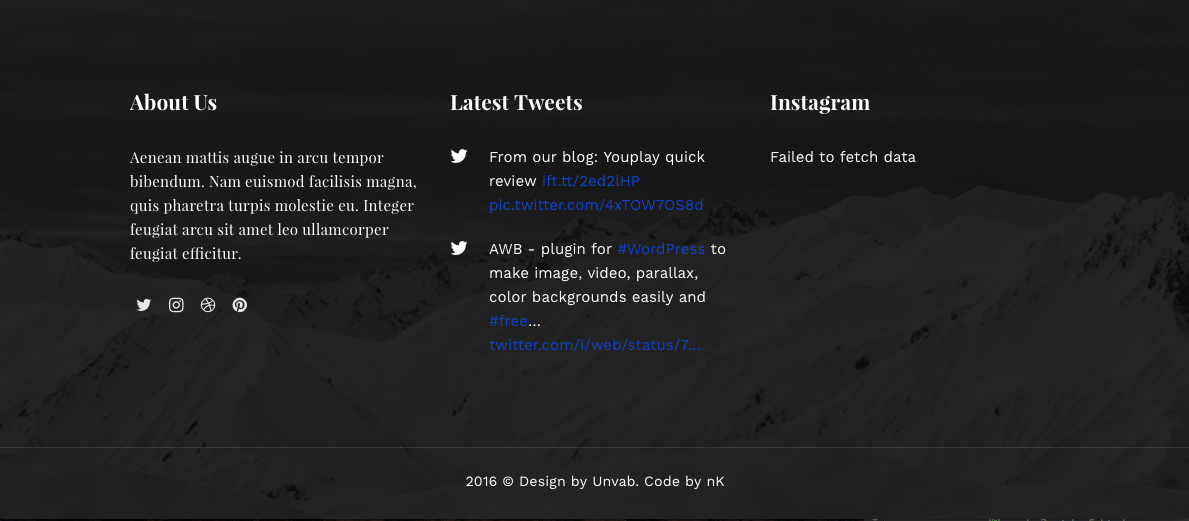 About Us
Aenean mattis augue in arcu tempor
bibendum. Nam euismod facilisis magna,
quis pharetra turpis molestie eu. Integer
feugiat arcu sit amet leo ullamcorper
feugiat efficitur.
Latest Tweets
From our blog: Youplay quick
review ift.tt/2ed2lHP
pic.twitter.com/4xTOW7OS8d
AWB - plugin for #WordPress to
make image, video, parallax,
color backgrounds easily and
#free...
twitter.com/i/web/status/7...
Instagram
Failed to fetch data
2016 © Design by Unvab. Code by nK